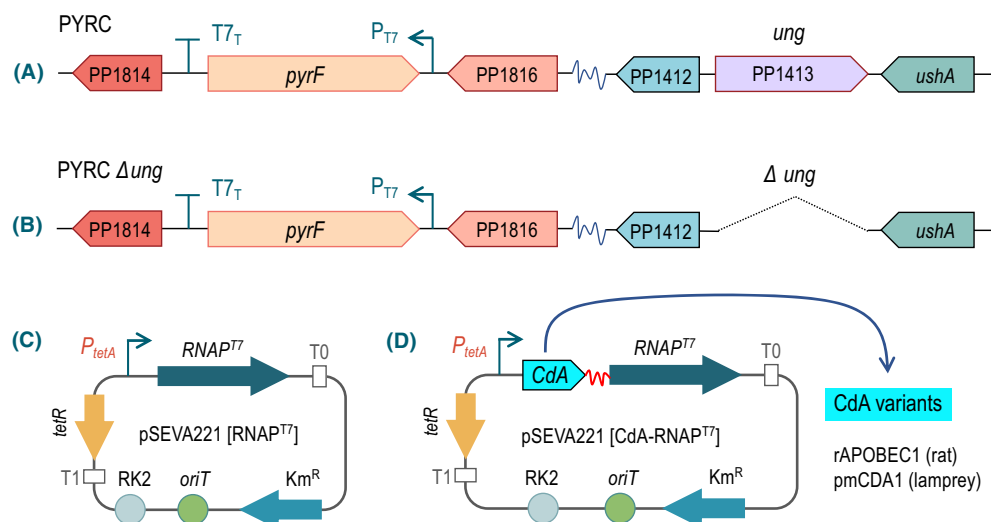 PYRC
T7T
PT7
ung
(A)
PP1814
pyrF
PP1816
PP1412
PP1413
ushA
PYRC Δung
T7T
PT7
Δ ung
(B)
PP1814
pyrF
PP1816
PP1412
ushA
(C)
PtetA
RNAPT7
T0
tetR
pSEVA221 [RNAPT7]
T1
RK2
oriT
KmR
(D)
PtetA
CdA
RNAPT7
T0
tetR
pSEVA221 [CdA-RNAPT7]
T1
RK2
oriT
KmR
CdA variants
rAPOBEC1 (rat)
pmCDA1 (lamprey)